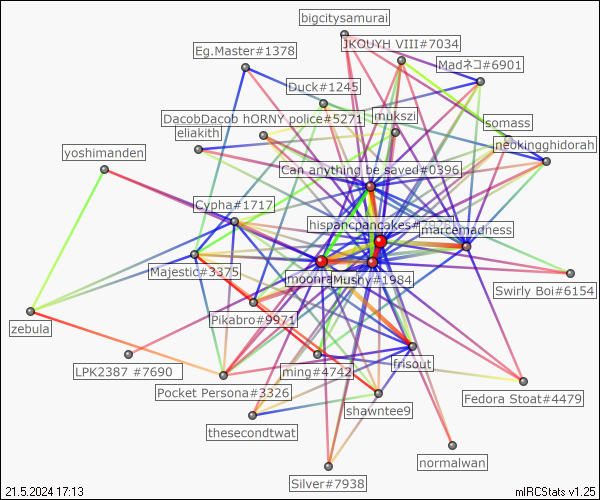 bigcitysamurai
JKOUYH VIII#7034
Eg.Master#1378
Madネコ#6901
Duck#1245
DacobDacob hORNY police#5271
mukszi
somass
eliakith
neokingghidorah
yoshimanden
Can anything be saved#0396
Cypha#1717
marcemadness
Majestic#3375
Mushy#1984
Swirly Boi#6154
Pikabro#9971
zebula
LPK2387 #7690
ming#4742
frisout
Pocket Persona#3326
Fedora Stoat#4479
shawntee9
thesecondtwat
normalwan
Silver#7938
21.5.2024 17:13
mIRCStats v1.25